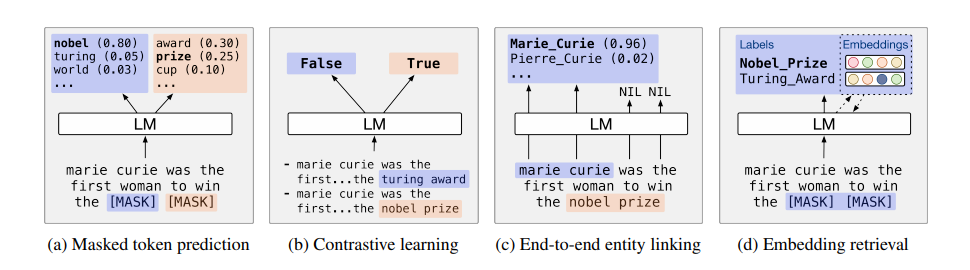 nobel (0.80)
turing (0.05)
world (0.03)
...
award (0.30)
prize (0.25)
cup (0.10)
...
LM
marie curie was the
first woman to win
the [MASK] [MASK]
(a) Masked token prediction
False
True
LM
- marie curie was the
first...the turing award
- marie curie was the
first...the nobel prize
(b) Contrastive learning
Marie_Curie (0.96)
Pierre_Curie (0.02)
...
NIL NIL
LM
marie curie was the
first woman to win
the nobel prize
(c) End-to-end entity linking
Labels
Embeddings
Nobel_Prize
Turing_Award
LM
marie curie was the
first woman to win
the [MASK] [MASK]
(d) Embedding retrieval